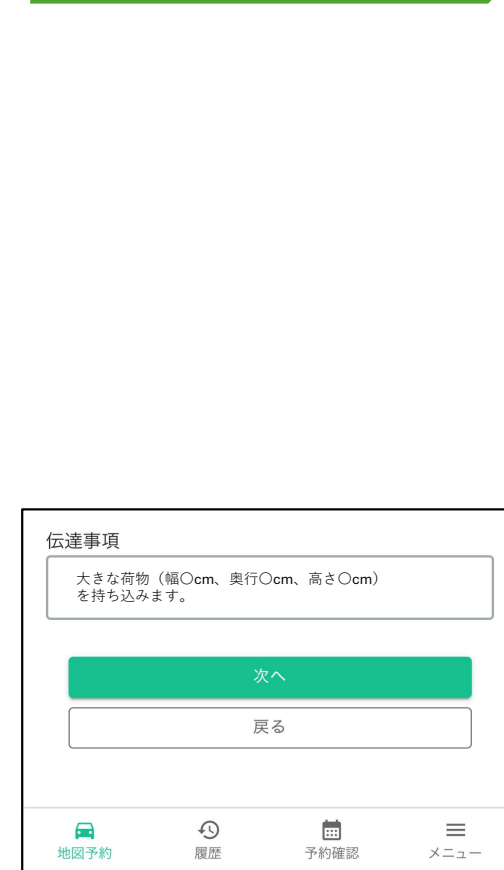 伝達事項
大きな荷物（幅〇cm、奥行〇cm、高さ〇cm）
を持ち込みます。
次へ
戻る
地図予約
履歴
予約確認
メニュー